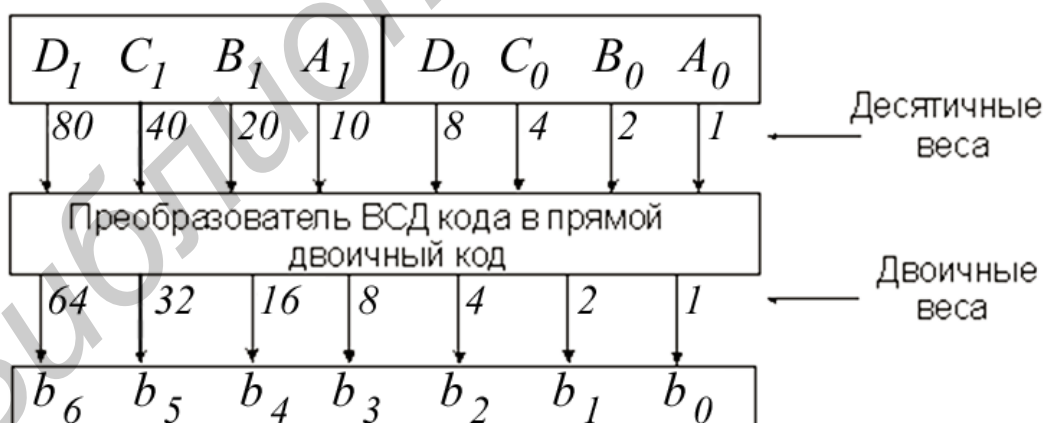 D₁ C₁ B₁ A₁ D₀ C₀ B₀ A₀
80 40 20 10 8 4 2 1
Десятичные
веса
Преобразователь ВСД кода в прямой
двоичный код
64 32 16 8 4 2 1
Двоичные
веса
b₆ b₅ b₄ b₃ b₂ b₁ b₀